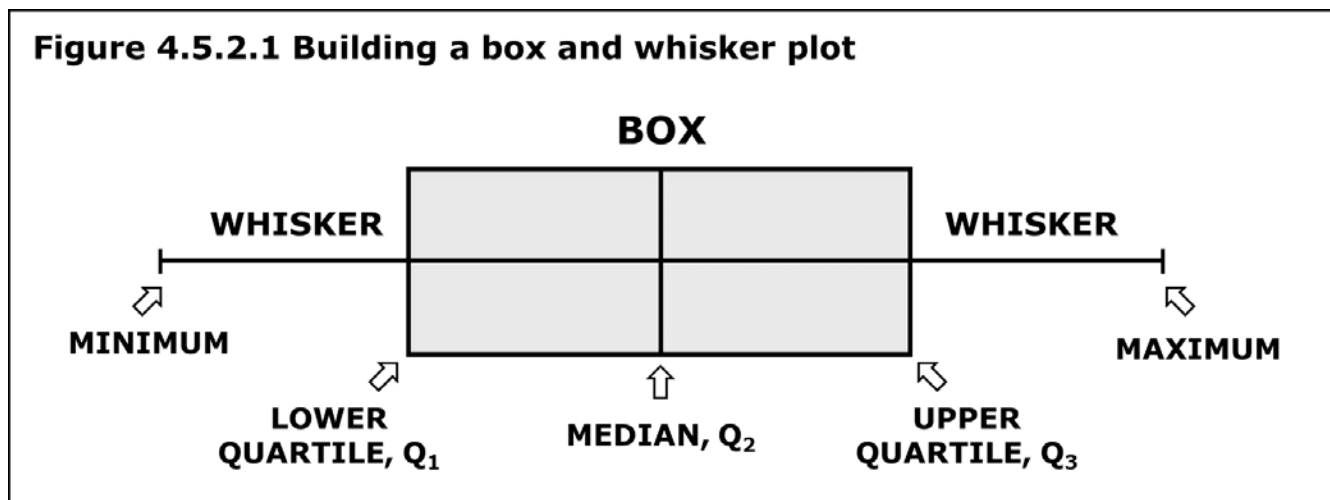 Figure 4.5.2.1 Building a box and whisker plot
BOX
WHISKER
WHISKER
MINIMUM
MAXIMUM
LOWER
QUARTILE, Q₁
MEDIAN, Q₂
UPPER
QUARTILE, Q₃